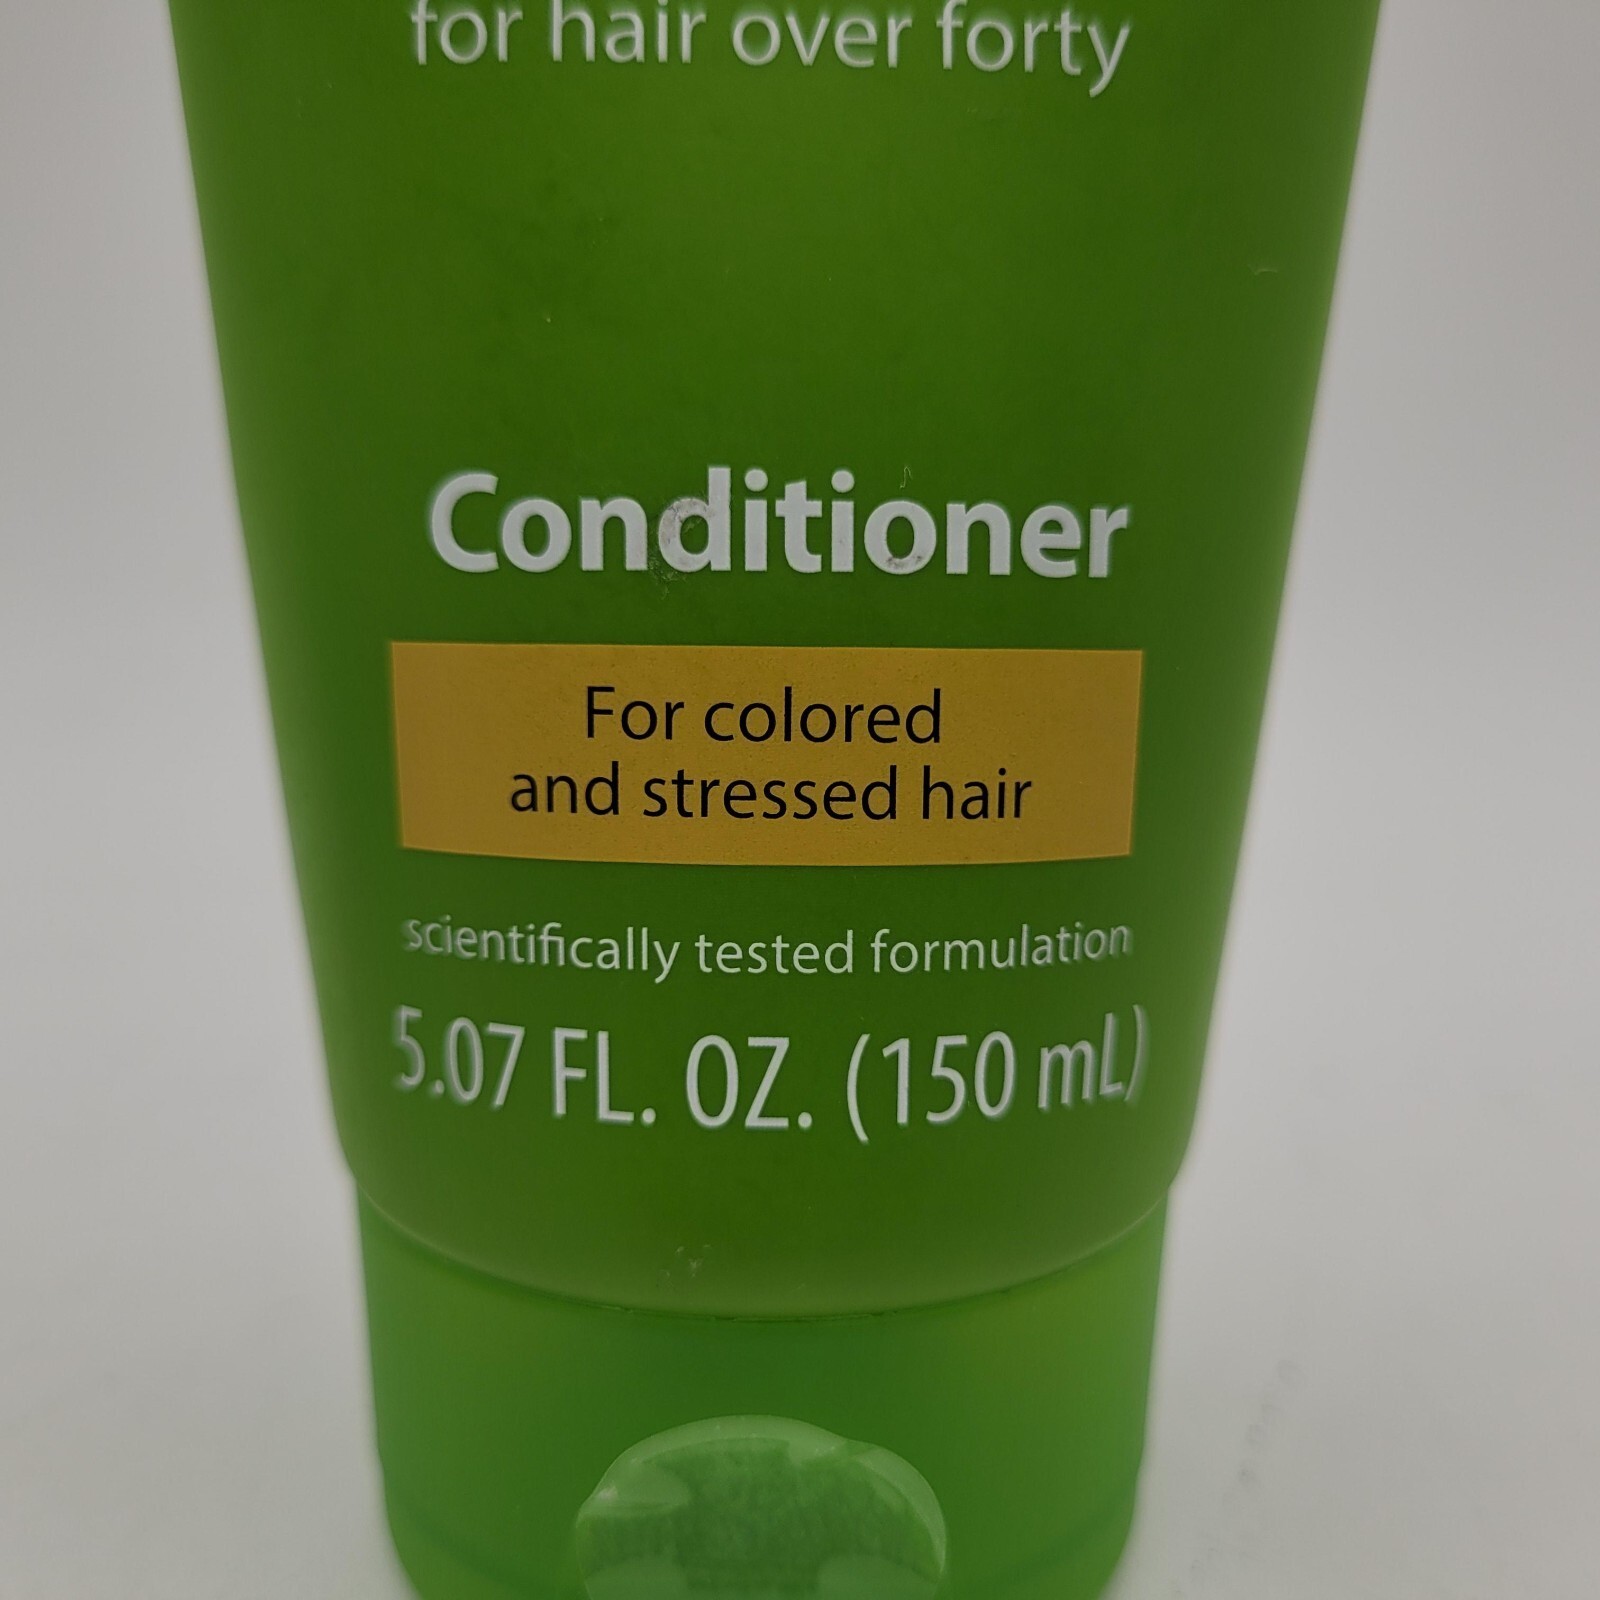 for hair over forty
Conditioner
For colored
and stressed hair
scientifically tested formulation
5.07 FL. OZ. (150 mL)